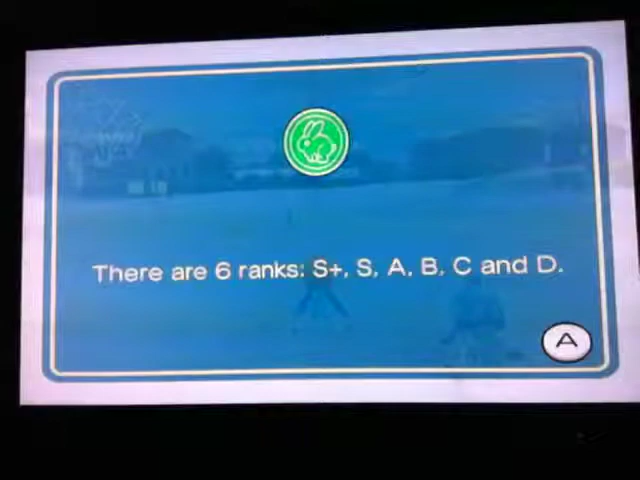 There are 6 ranks: S+, S, A, B, C and D.
A